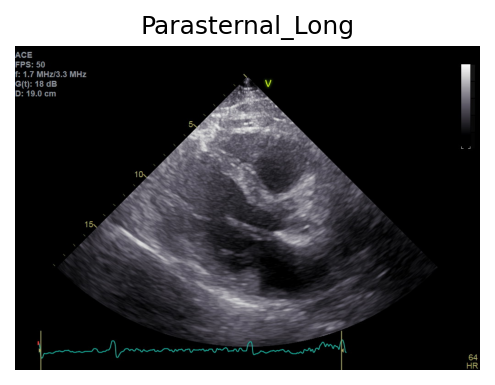 Parasternal_Long
ACE
FPS: 50
f: 1.7 MHz/3.3 MHz
G(t): 18 dB
D: 19.0 cm
V
5
10
15
64
HR